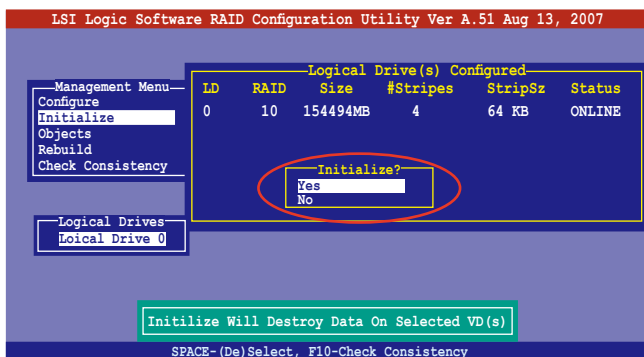 LSI Logic Software RAID Configuration Utility Ver A.51 Aug 13, 2007
Logical Drive(s) Configured
LD RAID Size #Stripes StripSz Status
0 10 154494MB 4 64 KB ONLINE
Management Menu
Configure
Initialize
Objects
Rebuild
Check Consistency
Initialize?
Yes
No
Logical Drives
Loical Drive 0
Initilize Will Destroy Data On Selected VD(s)
SPACE-(De)Select, F10-Check Consistency